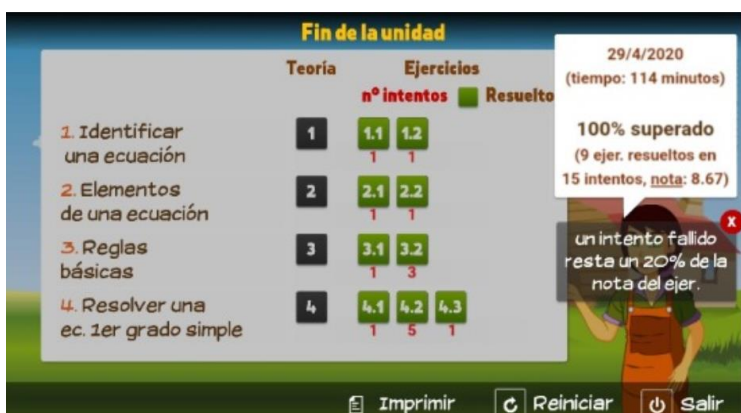 Fin de la unidad
Teoría
Ejercicios
nº intentos
Resuelto
1. Identificar
una ecuación
1
1.1
1.2
1
1
2. Elementos
de una ecuación
2
2.1
2.2
1
1
3. Reglas
básicas
3
3.1
3.2
1
3
4. Resolver una
ec. 1er grado simple
4
4.1
4.2
4.3
1
5
1
29/4/2020
(tiempo: 114 minutos)
100% superado
(9 ejer. resueltos en
15 intentos, nota: 8.67)
x
un intento fallido
resta un 20% de la
nota del ejer.
Imprimir
Reiniciar
Salir